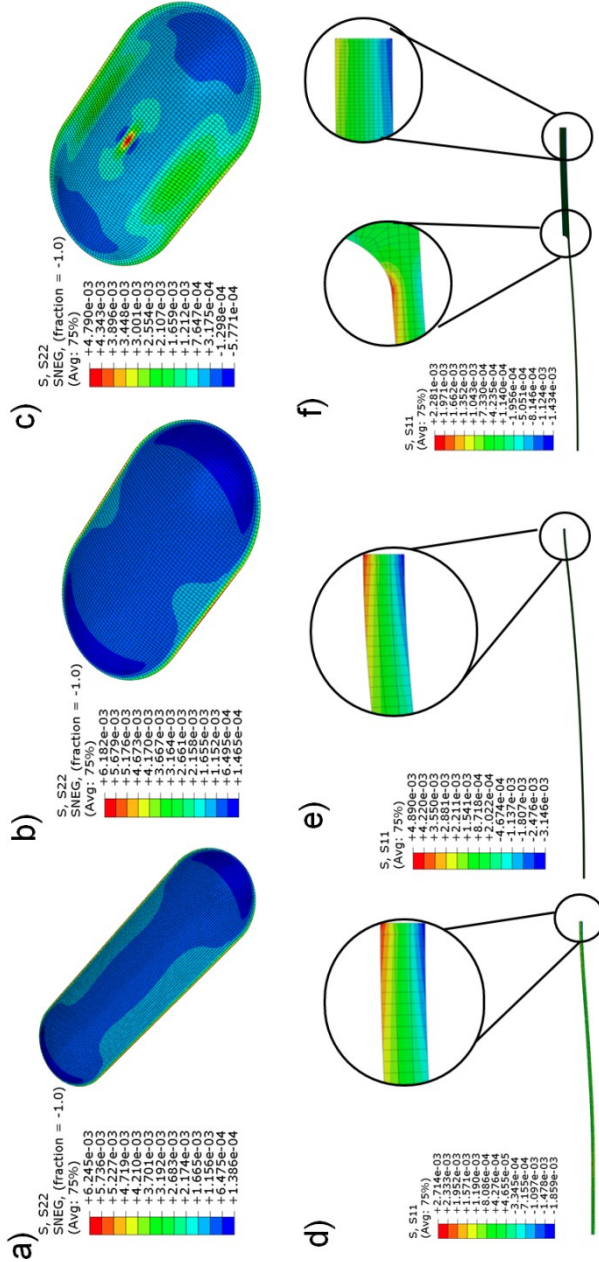 a)
S, S22
SNEG, (fraction = -1.0)
(Avg: 75%)
+6.245e-03
+5.736e-03
+5.227e-03
+4.719e-03
+4.210e-03
+3.701e-03
+3.192e-03
+2.683e-03
+2.174e-03
+1.665e-03
+1.156e-03
+6.475e-04
+1.386e-04
b)
S, S22
SNEG, (fraction = -1.0)
(Avg: 75%)
+6.182e-03
+5.679e-03
+5.176e-03
+4.673e-03
+4.170e-03
+3.667e-03
+3.164e-03
+2.661e-03
+2.158e-03
+1.655e-03
+1.152e-03
+6.495e-04
+1.465e-04
c)
S, S22
SNEG, (fraction = -1.0)
(Avg: 75%)
+4.790e-03
+4.343e-03
+3.896e-03
+3.448e-03
+3.001e-03
+2.554e-03
+2.107e-03
+1.659e-03
+1.212e-03
+7.647e-04
+3.175e-04
-1.298e-04
-5.771e-04
d)
S, S11
(Avg: 75%)
+2.714e-03
+2.333e-03
+1.952e-03
+1.571e-03
+1.190e-03
+8.086e-04
+4.276e-04
+4.655e-05
-3.345e-04
-7.155e-04
-1.097e-03
-1.478e-03
-1.859e-03
e)
S, S11
(Avg: 75%)
+4.890e-03
+4.220e-03
+3.550e-03
+2.881e-03
+2.211e-03
+1.541e-03
+8.718e-04
+2.022e-04
-4.674e-04
-1.137e-03
-1.807e-03
-2.476e-03
-3.146e-03
f)
S, S11
(Avg: 75%)
+2.281e-03
+1.971e-03
+1.662e-03
+1.352e-03
+1.043e-03
+7.330e-04
+4.235e-04
+1.140e-04
-1.956e-04
-5.051e-04
-8.146e-04
-1.124e-03
-1.434e-03